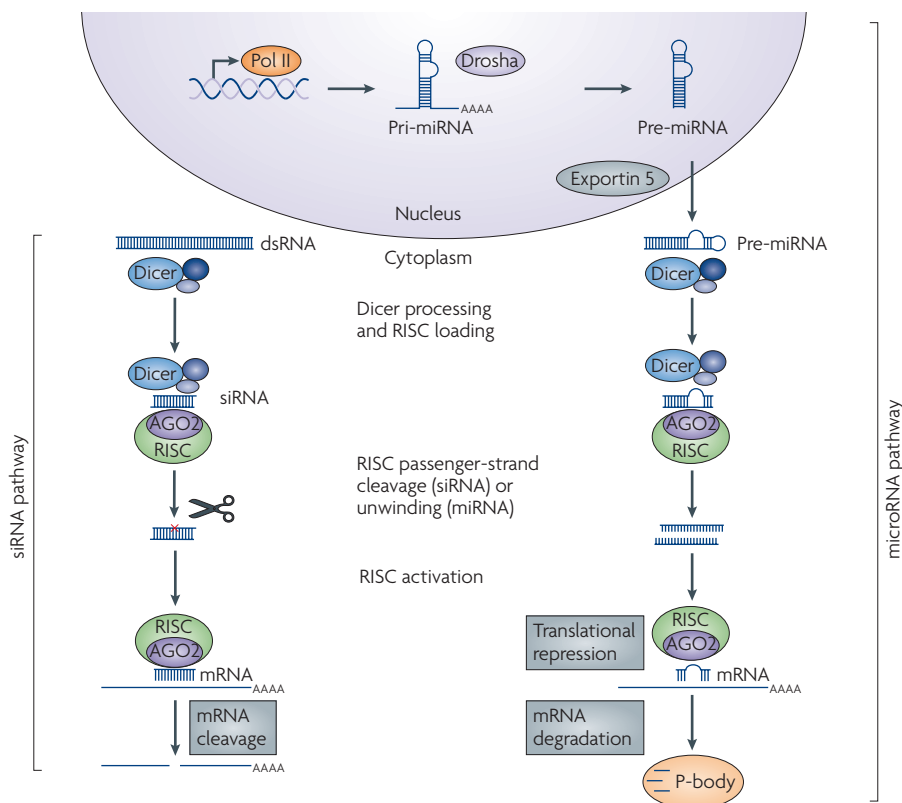 Pol II
Drosha
AAAA
Pri-miRNA
Pre-miRNA
Exportin 5
Nucleus
Cytoplasm
dsRNA
Pre-miRNA
Dicer
Dicer
Dicer processing
and RISC loading
Dicer
Dicer
siRNA
AGO2
RISC
AGO2
RISC
siRNA pathway
microRNA pathway
RISC passenger-strand
cleavage (siRNA) or
unwinding (miRNA)
RISC activation
RISC
AGO2
mRNA
AAAA
Translational
repression
RISC
AGO2
mRNA
AAAA
mRNA
cleavage
AAAA
mRNA
degradation
P-body